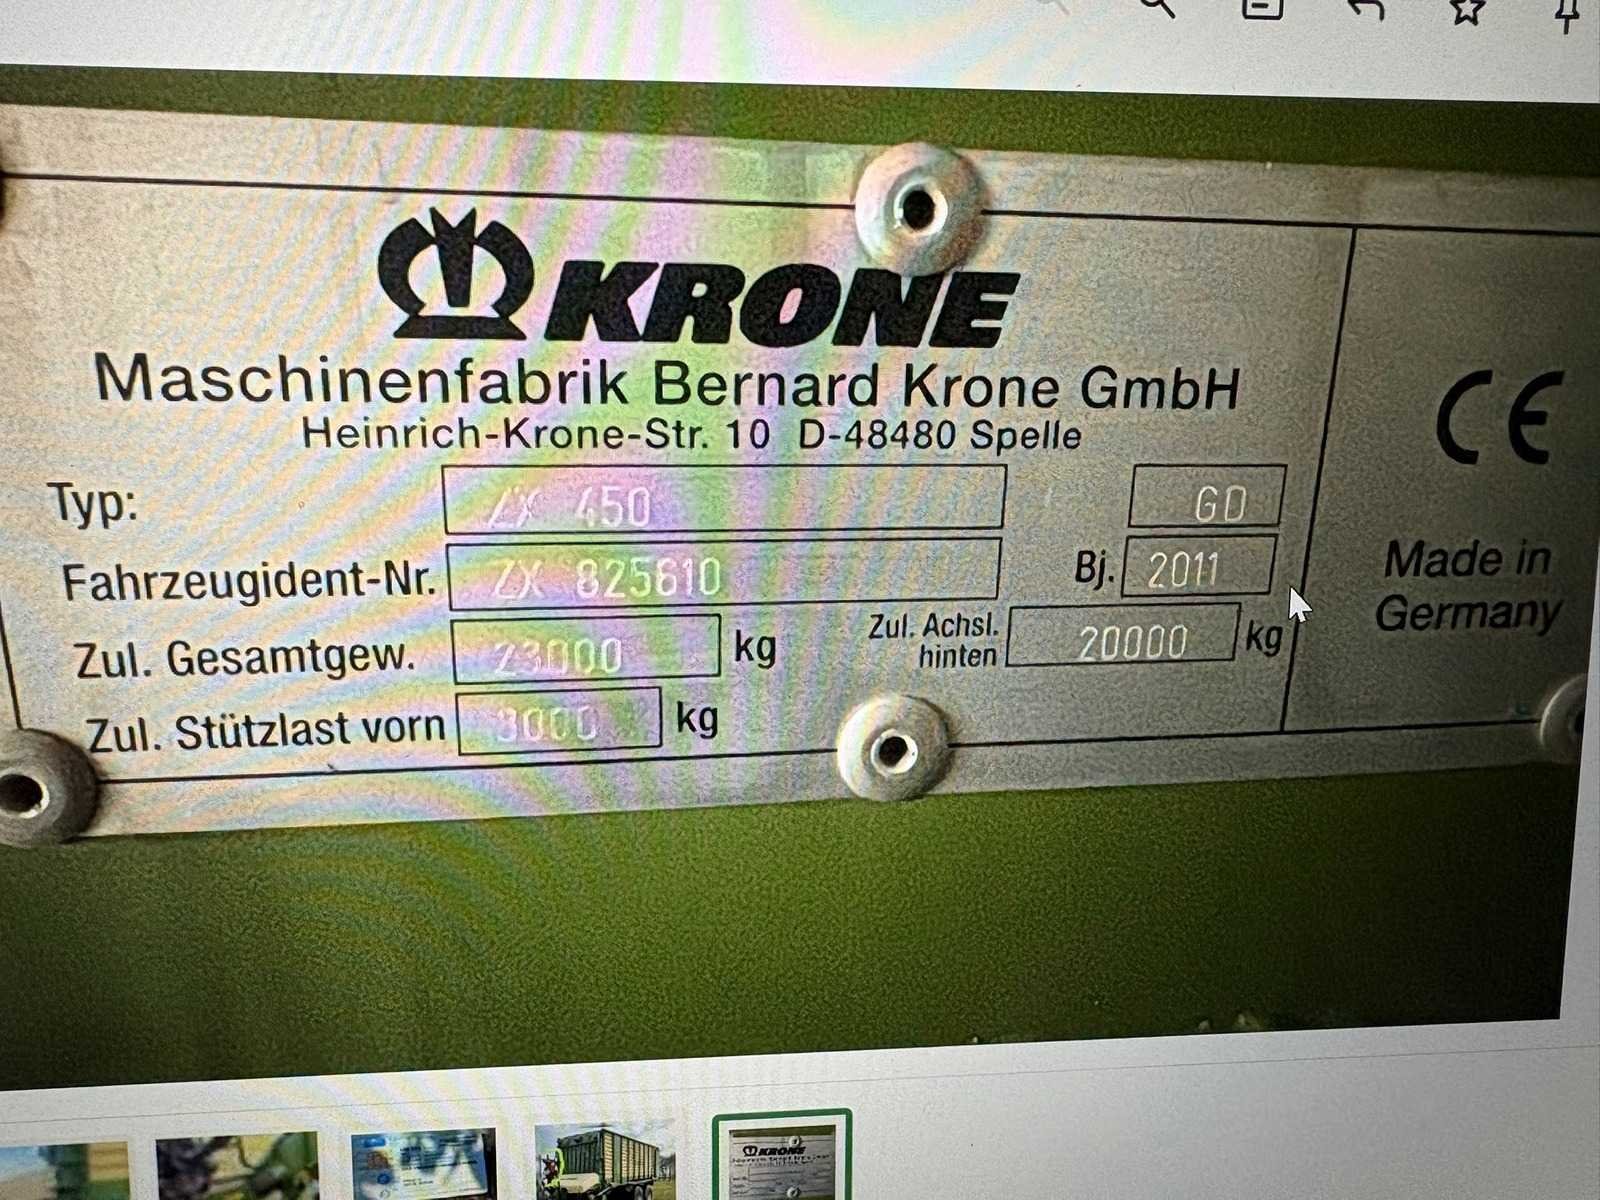 KRONE
Maschinenfabrik Bernard Krone GmbH
Heinrich-Krone-Str. 10 D-48480 Spelle
Typ: ZX 450 GD
Fahrzeugident-Nr. ZX 825610 Bj. 2011
Zul. Gesamtgew. 23000 kg Zul. Achsl. hinten 20000 kg
Zul. Stützlast vorn 3000 kg
CE
Made in
Germany